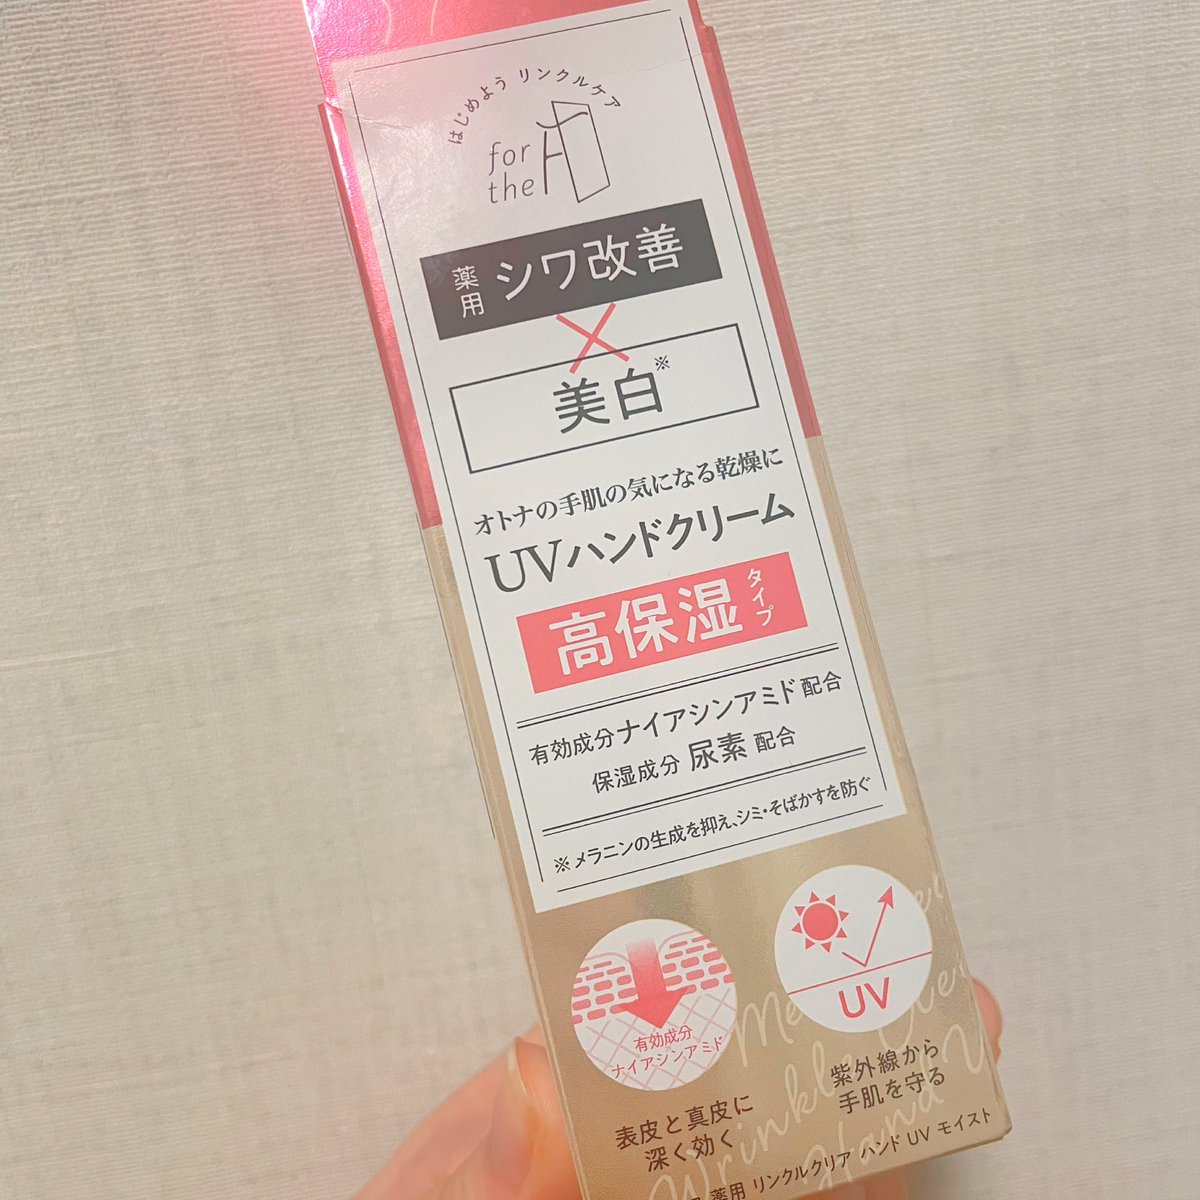 はじめよう リンクルケア
for
the
薬用 シワ改善
×
美白※
オトナの手肌の気になる乾燥に
UVハンドクリーム
高保湿タイプ
有効成分ナイアシンアミド配合
保湿成分 尿素 配合
※メラニンの生成を抑え、シミ・そばかすを防ぐ
有効成分
ナイアシンアミド
UV
表皮と真皮に
深く効く
紫外線から
手肌を守る
Wrinkle
Hand
薬用 リンクルクリア ハンド UV モイスト